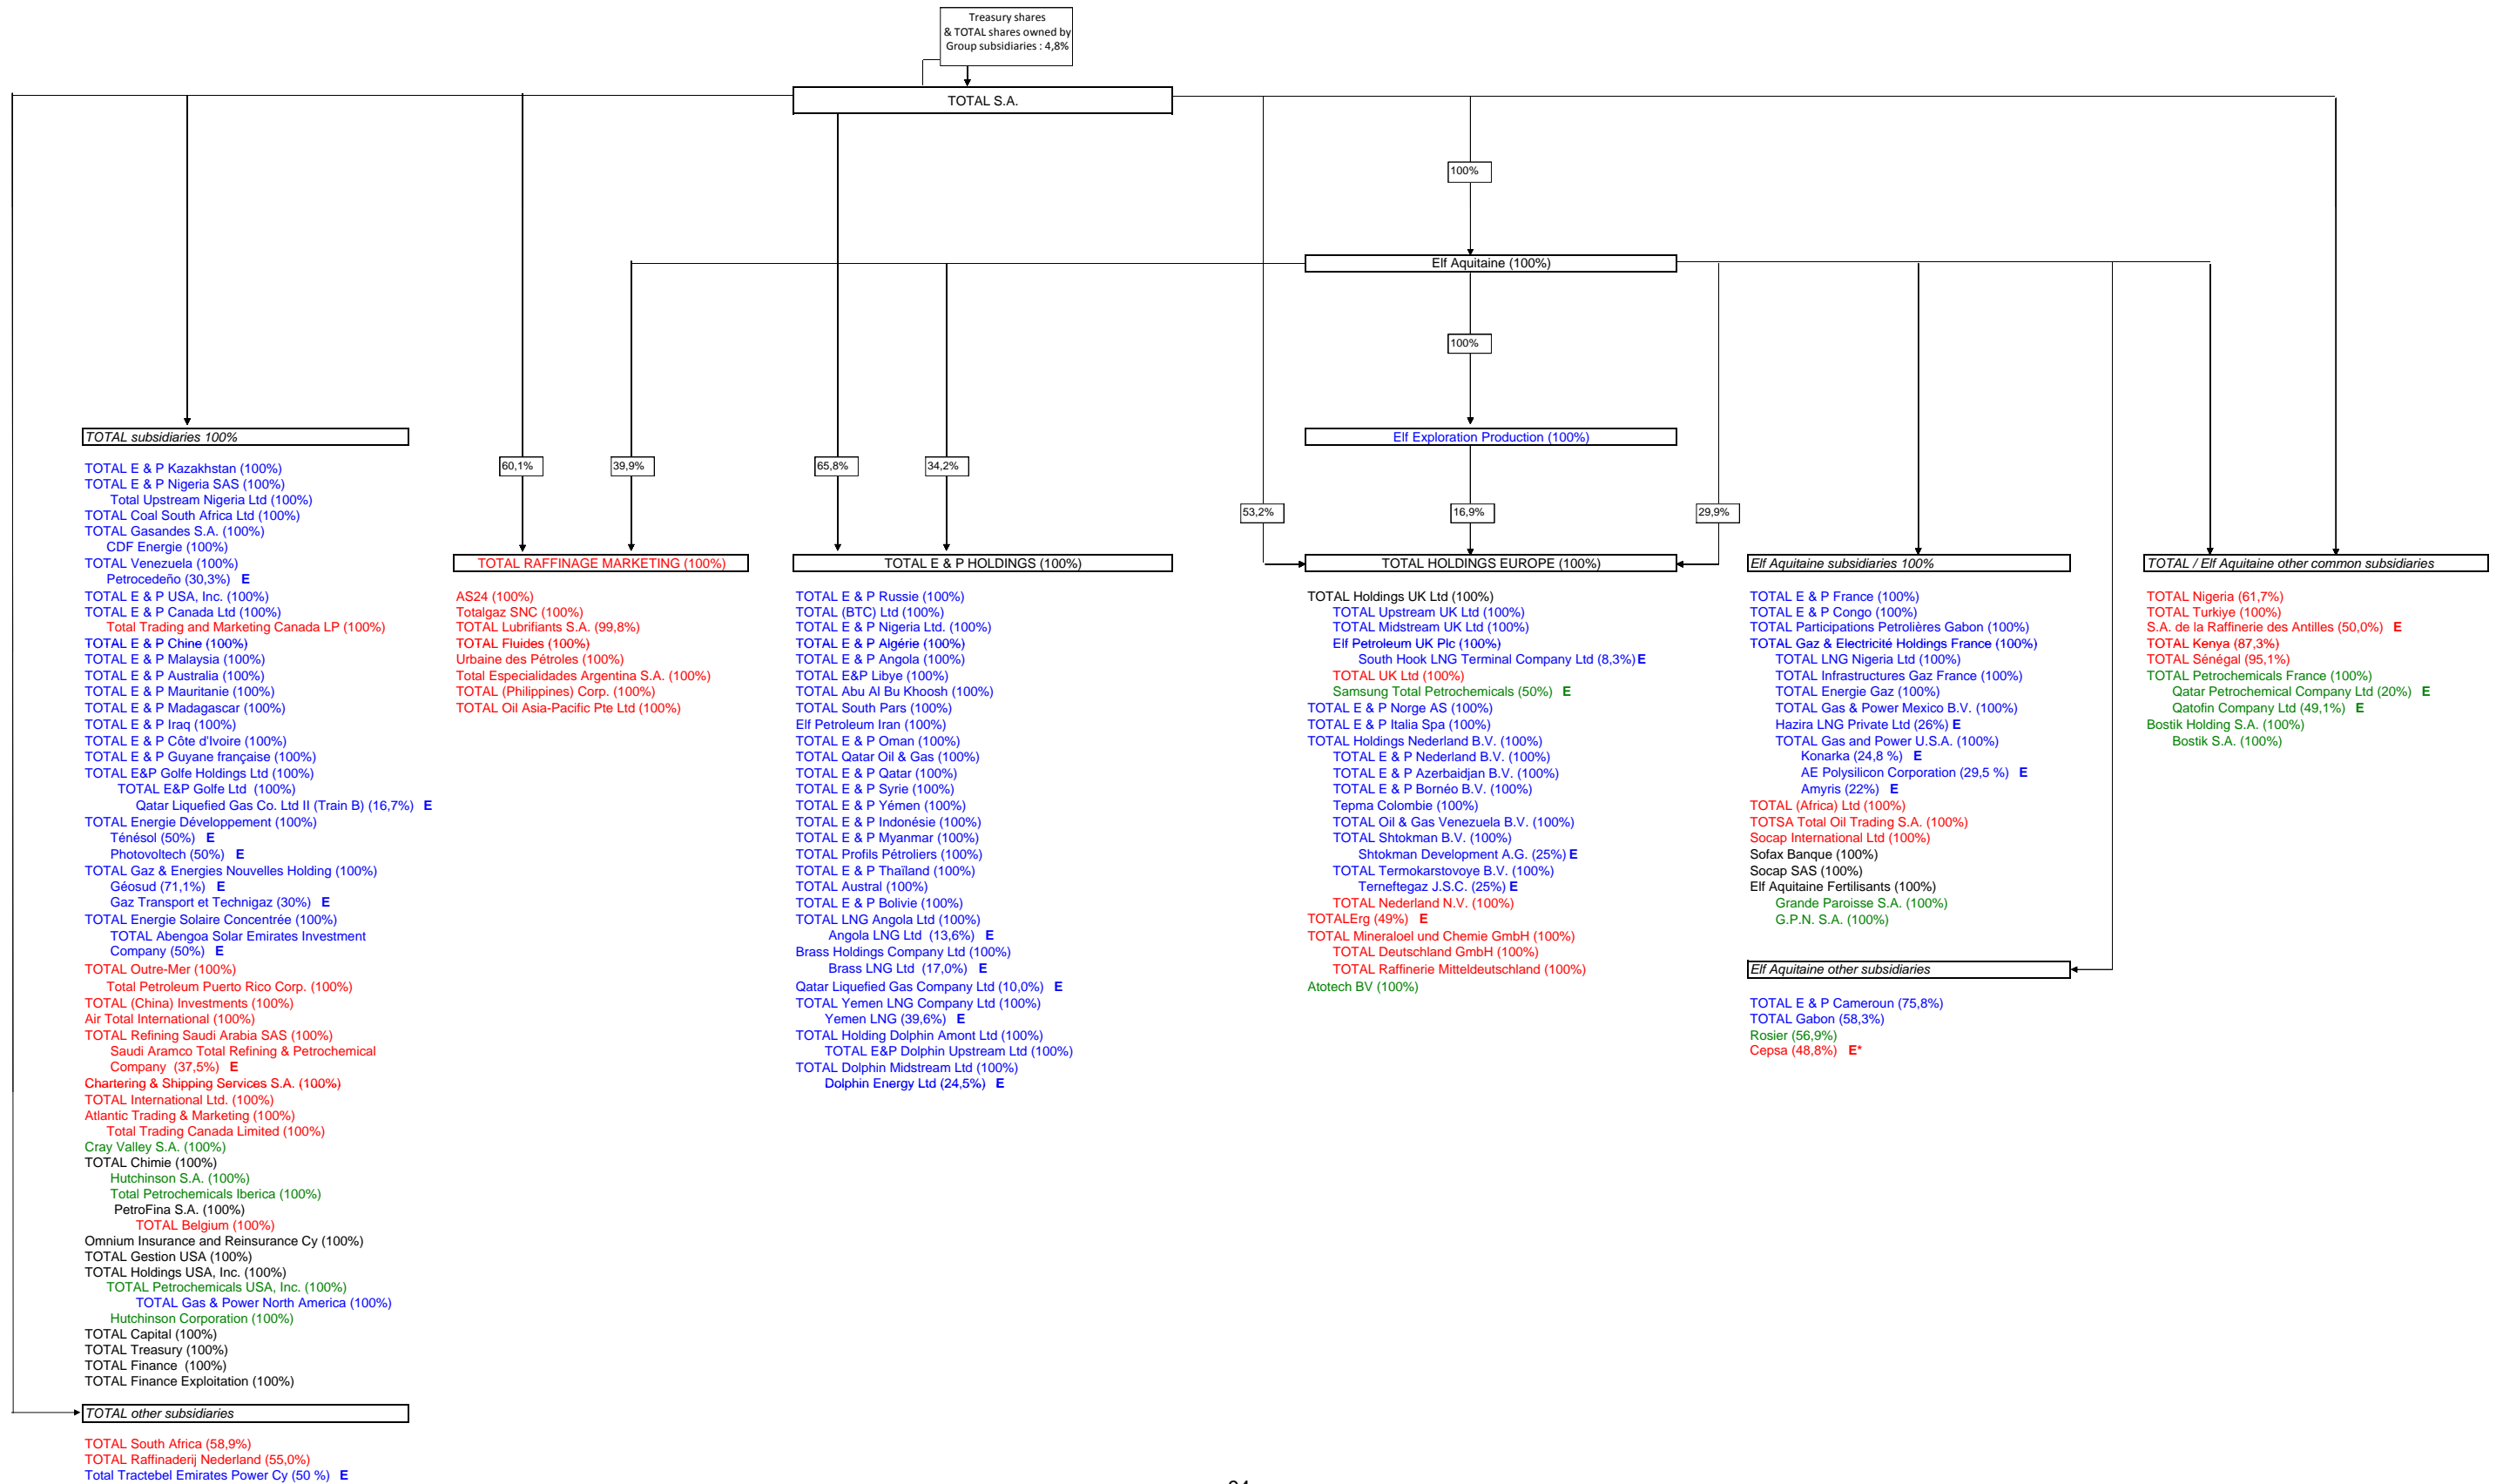 Treasury shares
& TOTAL shares owned by
Group subsidiaries : 4,8%
TOTAL S.A.
100%
Elf Aquitaine (100%)
100%
TOTAL subsidiaries 100%
Elf Exploration Production (100%)
60,1%
39,9%
65,8%
34,2%
53,2%
16,9%
29,9%
TOTAL E & P Kazakhstan (100%)
TOTAL E & P Nigeria SAS (100%)
Total Upstream Nigeria Ltd (100%)
TOTAL Coal South Africa Ltd (100%)
TOTAL Gasandes S.A. (100%)
CDF Energie (100%)
TOTAL Venezuela (100%)
Petrocedeño (30,3%) E
TOTAL E & P USA, Inc. (100%)
TOTAL E & P Canada Ltd (100%)
Total Trading and Marketing Canada LP (100%)
TOTAL E & P Chine (100%)
TOTAL E & P Malaysia (100%)
TOTAL E & P Australia (100%)
TOTAL E & P Mauritanie (100%)
TOTAL E & P Madagascar (100%)
TOTAL E & P Iraq (100%)
TOTAL E & P Côte d'Ivoire (100%)
TOTAL E & P Guyane française (100%)
TOTAL E&P Golfe Holdings Ltd (100%)
TOTAL E&P Golfe Ltd (100%)
Qatar Liquefied Gas Co. Ltd II (Train B) (16,7%) E
TOTAL Energie Développement (100%)
Ténésol (50%) E
Photovoltech (50%) E
TOTAL Gaz & Energies Nouvelles Holding (100%)
Géosud (71,1%) E
Gaz Transport et Technigaz (30%) E
TOTAL Energie Solaire Concentrée (100%)
TOTAL Abengoa Solar Emirates Investment
Company (50%) E
TOTAL Outre-Mer (100%)
Total Petroleum Puerto Rico Corp. (100%)
TOTAL (China) Investments (100%)
Air Total International (100%)
TOTAL Refining Saudi Arabia SAS (100%)
Saudi Aramco Total Refining & Petrochemical
Company (37,5%) E
Chartering & Shipping Services S.A. (100%)
TOTAL International Ltd. (100%)
Atlantic Trading & Marketing (100%)
Total Trading Canada Limited (100%)
Cray Valley S.A. (100%)
TOTAL Chimie (100%)
Hutchinson S.A. (100%)
Total Petrochemicals Iberica (100%)
PetroFina S.A. (100%)
TOTAL Belgium (100%)
Omnium Insurance and Reinsurance Cy (100%)
TOTAL Gestion USA (100%)
TOTAL Holdings USA, Inc. (100%)
TOTAL Petrochemicals USA, Inc. (100%)
TOTAL Gas & Power North America (100%)
Hutchinson Corporation (100%)
TOTAL Capital (100%)
TOTAL Treasury (100%)
TOTAL Finance (100%)
TOTAL Finance Exploitation (100%)
TOTAL other subsidiaries
TOTAL South Africa (58,9%)
TOTAL Raffinaderij Nederland (55,0%)
Total Tractebel Emirates Power Cy (50 %) E
TOTAL RAFFINAGE MARKETING (100%)
AS24 (100%)
Totalgaz SNC (100%)
TOTAL Lubrifiants S.A. (99,8%)
TOTAL Fluides (100%)
Urbaine des Pétroles (100%)
Total Especialidades Argentina S.A. (100%)
TOTAL (Philippines) Corp. (100%)
TOTAL Oil Asia-Pacific Pte Ltd (100%)
TOTAL E & P HOLDINGS (100%)
TOTAL E & P Russie (100%)
TOTAL (BTC) Ltd (100%)
TOTAL E & P Nigeria Ltd. (100%)
TOTAL E & P Algérie (100%)
TOTAL E & P Angola (100%)
TOTAL E&P Libye (100%)
TOTAL Abu Al Bu Khoosh (100%)
TOTAL South Pars (100%)
Elf Petroleum Iran (100%)
TOTAL E & P Oman (100%)
TOTAL Qatar Oil & Gas (100%)
TOTAL E & P Qatar (100%)
TOTAL E & P Syrie (100%)
TOTAL E & P Yémen (100%)
TOTAL E & P Indonésie (100%)
TOTAL E & P Myanmar (100%)
TOTAL Profils Pétroliers (100%)
TOTAL E & P Thaïland (100%)
TOTAL Austral (100%)
TOTAL E & P Bolivie (100%)
TOTAL LNG Angola Ltd (100%)
Angola LNG Ltd (13,6%) E
Brass Holdings Company Ltd (100%)
Brass LNG Ltd (17,0%) E
Qatar Liquefied Gas Company Ltd (10,0%) E
TOTAL Yemen LNG Company Ltd (100%)
Yemen LNG (39,6%) E
TOTAL Holding Dolphin Amont Ltd (100%)
TOTAL E&P Dolphin Upstream Ltd (100%)
TOTAL Dolphin Midstream Ltd (100%)
Dolphin Energy Ltd (24,5%) E
TOTAL HOLDINGS EUROPE (100%)
TOTAL Holdings UK Ltd (100%)
TOTAL Upstream UK Ltd (100%)
TOTAL Midstream UK Ltd (100%)
Elf Petroleum UK Plc (100%)
South Hook LNG Terminal Company Ltd (8,3%) E
TOTAL UK Ltd (100%)
Samsung Total Petrochemicals (50%) E
TOTAL E & P Norge AS (100%)
TOTAL E & P Italia Spa (100%)
TOTAL Holdings Nederland B.V. (100%)
TOTAL E & P Nederland B.V. (100%)
TOTAL E & P Azerbaidjan B.V. (100%)
TOTAL E & P Bornéo B.V. (100%)
Tepma Colombie (100%)
TOTAL Oil & Gas Venezuela B.V. (100%)
TOTAL Shtokman B.V. (100%)
Shtokman Development A.G. (25%) E
TOTAL Termokarstovoye B.V. (100%)
Terneftegaz J.S.C. (25%) E
TOTAL Nederland N.V. (100%)
TOTALErg (49%) E
TOTAL Mineraloel und Chemie GmbH (100%)
TOTAL Deutschland GmbH (100%)
TOTAL Raffinerie Mitteldeutschland (100%)
Atotech BV (100%)
Elf Aquitaine subsidiaries 100%
TOTAL E & P France (100%)
TOTAL E & P Congo (100%)
TOTAL Participations Petrolières Gabon (100%)
TOTAL Gaz & Electricité Holdings France (100%)
TOTAL LNG Nigeria Ltd (100%)
TOTAL Infrastructures Gaz France (100%)
TOTAL Energie Gaz (100%)
TOTAL Gas & Power Mexico B.V. (100%)
Hazira LNG Private Ltd (26%) E
TOTAL Gas and Power U.S.A. (100%)
Konarka (24,8 %) E
AE Polysilicon Corporation (29,5 %) E
Amyris (22%) E
TOTAL (Africa) Ltd (100%)
TOTSA Total Oil Trading S.A. (100%)
Socap International Ltd (100%)
Sofax Banque (100%)
Socap SAS (100%)
Elf Aquitaine Fertilisants (100%)
Grande Paroisse S.A. (100%)
G.P.N. S.A. (100%)
Elf Aquitaine other subsidiaries
TOTAL E & P Cameroun (75,8%)
TOTAL Gabon (58,3%)
Rosier (56,9%)
Cepsa (48,8%) E*
TOTAL / Elf Aquitaine other common subsidiaries
TOTAL Nigeria (61,7%)
TOTAL Turkiye (100%)
S.A. de la Raffinerie des Antilles (50,0%) E
TOTAL Kenya (87,3%)
TOTAL Sénégal (95,1%)
TOTAL Petrochemicals France (100%)
Qatar Petrochemical Company Ltd (20%) E
Qatofin Company Ltd (49,1%) E
Bostik Holding S.A. (100%)
Bostik S.A. (100%)